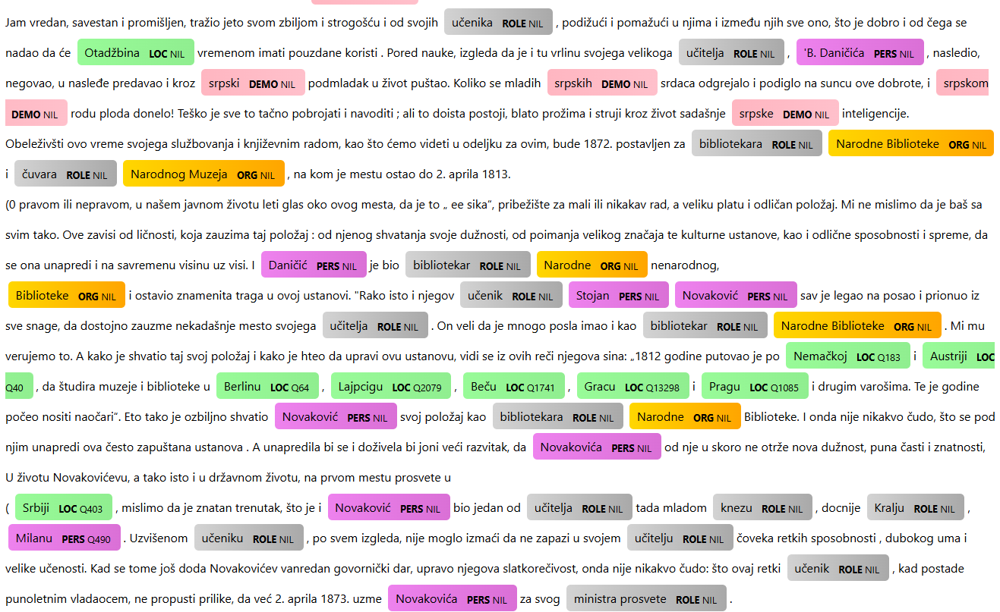 Jam vredan, savestan i promišljen, tražio jeto svom zbiljom i strogošću i od svojih učenika ROLE NIL , podižući i pomažući u njima i između njih sve ono, što je dobro i od čega se
nadao da će Otadžbina LOC NIL vremenom imati pouzdane koristi . Pored nauke, izgleda da je i tu vrlinu svojega velikoga učitelja ROLE NIL , 'B. Daničića PERS NIL , nasledio,
negovao, u nasleđe predavao i kroz srpski DEMO NIL podmladak u život puštao. Koliko se mladih srpskih DEMO NIL srdaca odgrejalo i podiglo na suncu ove dobrote, i srpskom
DEMO NIL rodu ploda donelo! Teško je sve to tačno pobrojati i navoditi ; ali to doista postoji, blato prožima i struji kroz život sadašnje srpske DEMO NIL inteligencije.
Obeleživšti ovo vreme svojega službovanja i književnim radom, kao što ćemo videti u odeljku za ovim, bude 1872. postavljen za bibliotekara ROLE NIL Narodne Biblioteke ORG NIL
i čuvara ROLE NIL Narodnog Muzeja ORG NIL , na kom je mestu ostao do 2. aprila 1813.
(0 pravom ili nepravom, u našem javnom životu leti glas oko ovog mesta, da je to „ ee sika“, pribežište za mali ili nikakav rad, a veliku platu i odličan položaj. Mi ne mislimo da je baš sa
svim tako. Ove zavisi od ličnosti, koja zauzima taj položaj : od njenog shvatanja svoje dužnosti, od poimanja velikog značaja te kulturne ustanove, kao i odlične sposobnosti i spreme, da
se ona unapredi i na savremenu visinu uz visi. I Daničić PERS NIL je bio bibliotekar ROLE NIL Narodne ORG NIL nenarodnog,
Biblioteke ORG NIL i ostavio znamenita traga u ovoj ustanovi. "Rako isto i njegov učenik ROLE NIL Stojan PERS NIL Novaković PERS NIL sav je legao na posao i prionuo iz
sve snage, da dostojno zauzme nekadašnje mesto svojega učitelja ROLE NIL . On veli da je mnogo posla imao i kao bibliotekar ROLE NIL Narodne Biblioteke ORG NIL . Mi mu
verujemo to. A kako je shvatio taj svoj položaj i kako je hteo da upravi ovu ustanovu, vidi se iz ovih reči njegova sina: „1812 godine putovao je po Nemačkoj LOC Q183 i Austriji LOC
Q40 , da študira muzeje i biblioteke u Berlinu LOC Q64 , Lajpcigu LOC Q2079 , Beču LOC Q1741 , Gracu LOC Q13298 i Pragu LOC Q1085 i drugim varošima. Te je godine
počeo nositi naočari“. Eto tako je ozbiljno shvatio Novaković PERS NIL svoj položaj kao bibliotekara ROLE NIL Narodne ORG NIL Biblioteke. I onda nije nikakvo čudo, što se pod
njim unapredi ova često zapuštana ustanova . A unapredila bi se i doživela bi joni veći razvitak, da Novakovića PERS NIL od nje u skoro ne otrže nova dužnost, puna časti i znatnosti,
U životu Novakovićevu, a tako isto i u državnom životu, na prvom mestu prosvete u
( Srbiji LOC Q403 , mislimo da je znatan trenutak, što je i Novaković PERS NIL bio jedan od učitelja ROLE NIL tada mladom knezu ROLE NIL , docnije Kralju ROLE NIL ,
Milanu PERS Q490 . Uzvišenom učeniku ROLE NIL , po svem izgleda, nije moglo izmaći da ne zapazi u svojem učitelju ROLE NIL čoveka retkih sposobnosti , dubokog uma i
velike učenosti. Kad se tome još doda Novakovićev vanredan govornički dar, upravo njegova slatkorečivost, onda nije nikakvo čudo: što ovaj retki učenik ROLE NIL , kad postade
punoletnim vladaocem, ne propusti prilike, da već 2. aprila 1873. uzme Novakovića PERS NIL za svog ministra prosvete ROLE NIL .